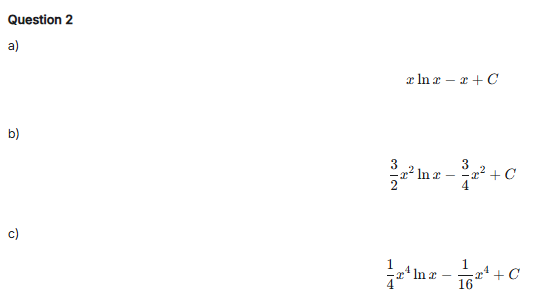 Question 2
a)
x ln x − x + C
b)
3/2 x² ln x − 3/4 x² + C
c)
1/4 x⁴ ln x − 1/16 x⁴ + C